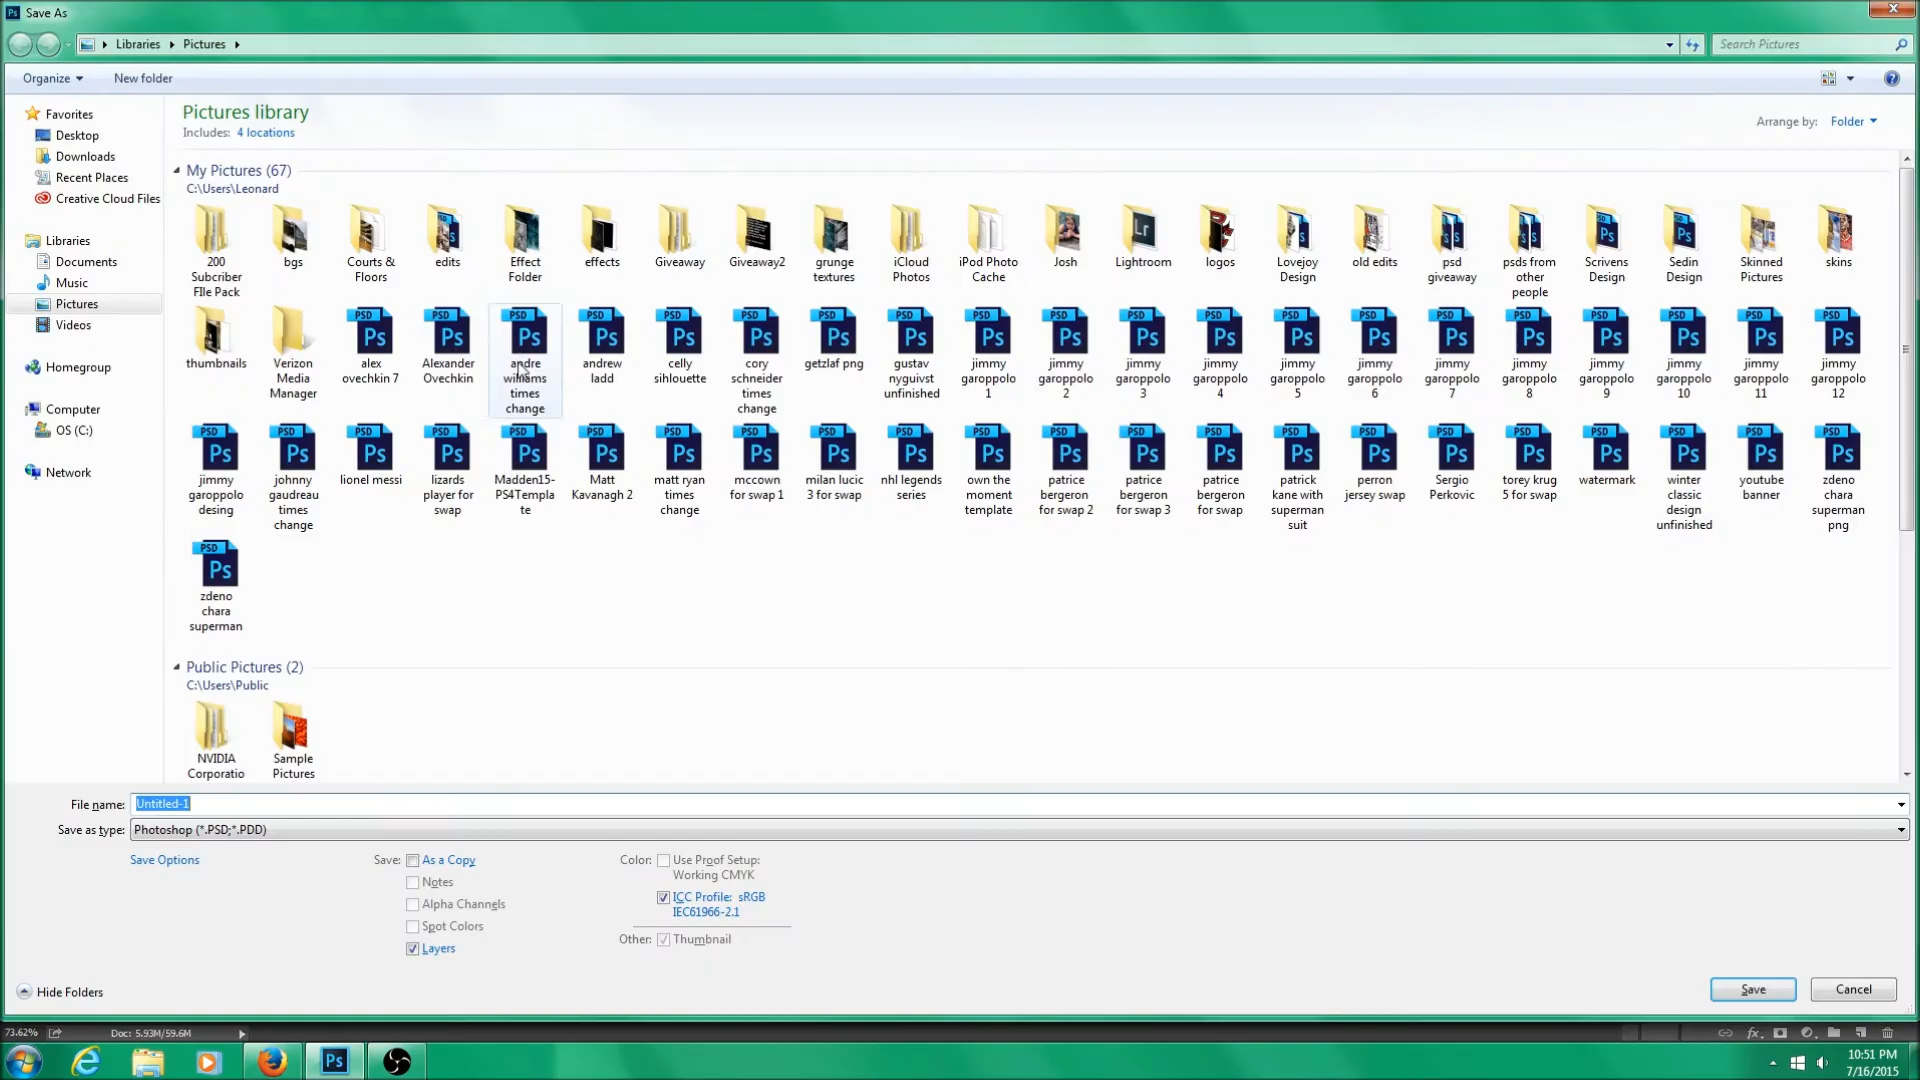 Ps Save As
Libraries Pictures
Search Pictures
Organize New folder
Favorites
Desktop
Downloads
Recent Places
Creative Cloud Files
Libraries
Documents
Music
Pictures
Videos
Homegroup
Computer
OS (C:)
Network
Pictures library
Includes: 4 locations
Arrange by: Folder
My Pictures (67)
C:\Users\Leonard
200 Subcriber FIle Pack
bgs
Courts & Floors
edits
Effect Folder
effects
Giveaway
Giveaway2
grunge textures
iCloud Photos
iPod Photo Cache
Josh
Lightroom
logos
Lovejoy Design
old edits
psd giveaway
psds from other people
Scrivens Design
Sedin Design
Skinned Pictures
skins
thumbnails
Verizon Media Manager
alex ovechkin 7
Alexander Ovechkin
andre williams times change
andrew ladd
celly sihlouette
cory schneider times change
getzlaf png
gustav nyguivst unfinished
jimmy garoppolo 1
jimmy garoppolo 2
jimmy garoppolo 3
jimmy garoppolo 4
jimmy garoppolo 5
jimmy garoppolo 6
jimmy garoppolo 7
jimmy garoppolo 8
jimmy garoppolo 9
jimmy garoppolo 10
jimmy garoppolo 11
jimmy garoppolo 12
jimmy garoppolo desing
johnny gaudreau times change
lionel messi
lizards player for swap
Madden15-PS4Template
Matt Kavanagh 2
matt ryan times change
mccown for swap 1
milan lucic 3 for swap
nhl legends series
own the moment template
patrice bergeron for swap 2
patrice bergeron for swap 3
patrice bergeron for swap
patrick kane with superman suit
perron jersey swap
Sergio Perkovic
torey krug 5 for swap
watermark
winter classic design unfinished
youtube banner
zdeno chara superman png
zdeno chara superman
Public Pictures (2)
C:\Users\Public
NVIDIA Corporatio
Sample Pictures
File name: Untitled-1
Save as type: Photoshop (*.PSD;*.PDD)
Save Options
Save: As a Copy
Notes
Alpha Channels
Spot Colors
Layers
Color: Use Proof Setup:
Working CMYK
ICC Profile: sRGB
IEC61966-2.1
Other: Thumbnail
Hide Folders
Save Cancel
73.62% Doc: 5.93M/59.6M
fx
Ps
10:51 PM
7/16/2015